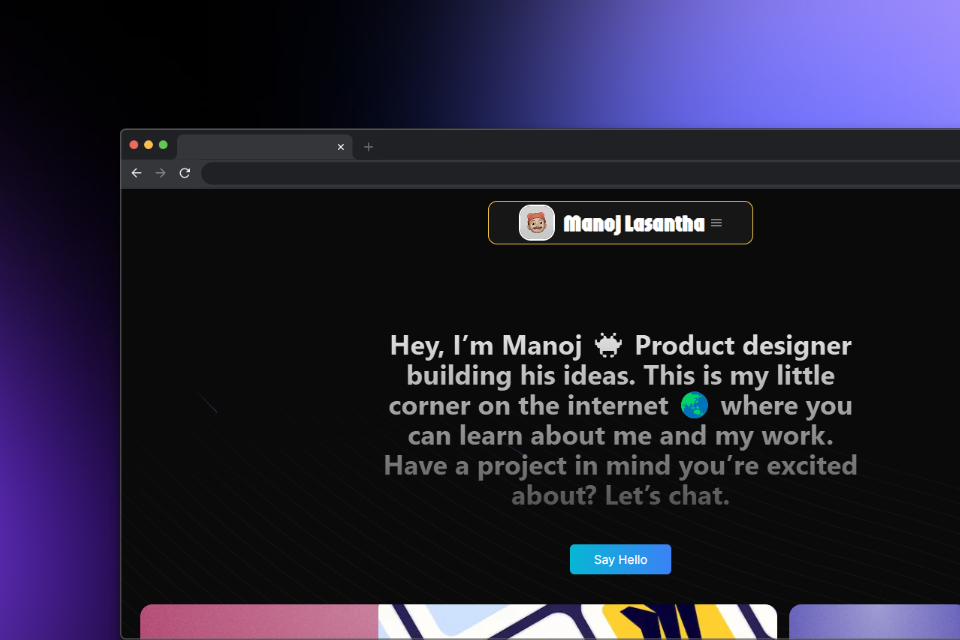 Manoj Lasantha
Hey, I’m Manoj 👾 Product designer
building his ideas. This is my little
corner on the internet 🌏 where you
can learn about me and my work.
Have a project in mind you’re excited
about? Let’s chat.
Say Hello